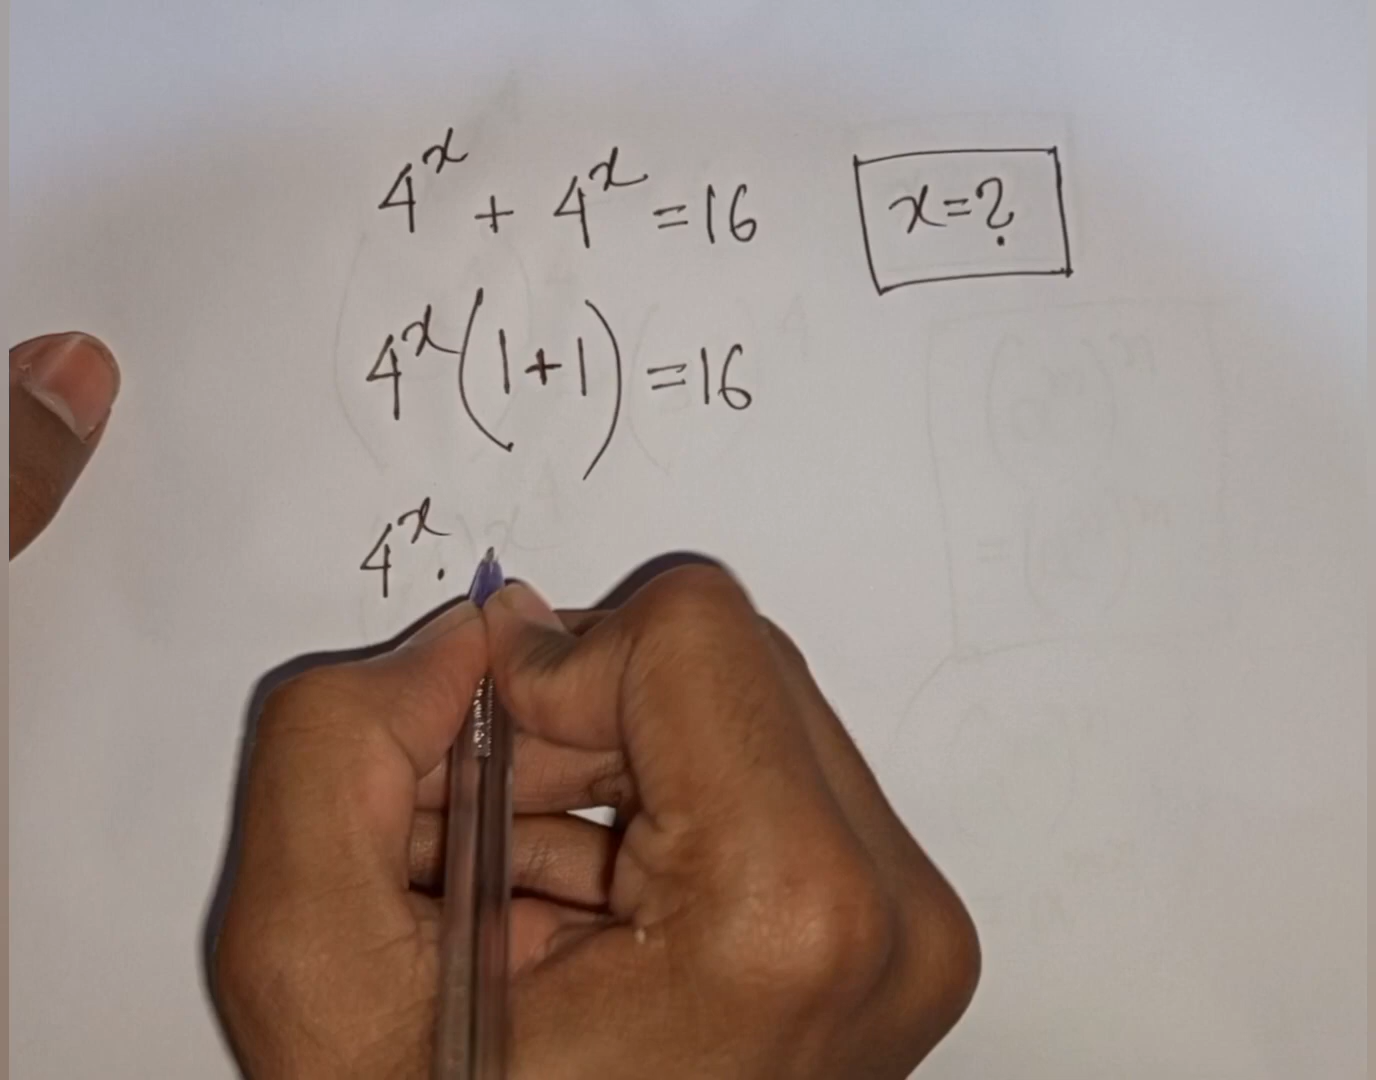 4^x + 4^x = 16
x = ?
4^x (1 + 1) = 16
4^x .